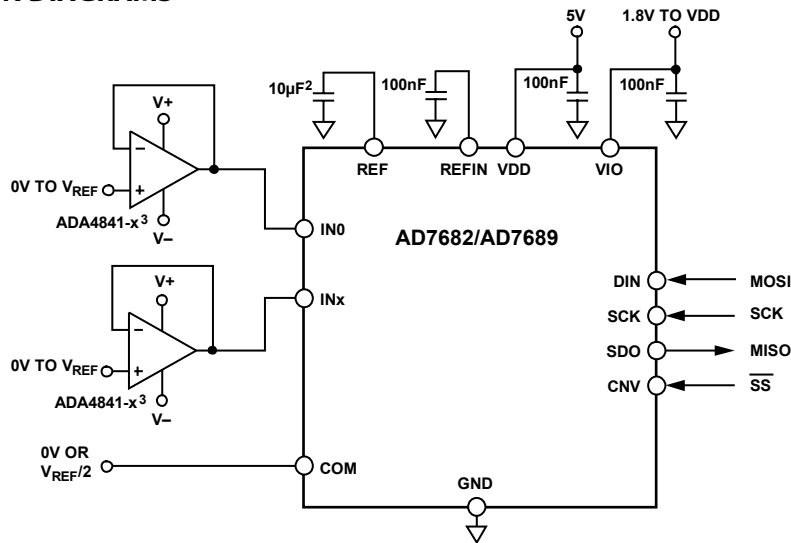 5V
1.8V TO VDD
10µF²
100nF
100nF
100nF
V+
−
+
0V TO VREF
ADA4841-x³
V−
REF
REFIN
VDD
VIO
IN0
AD7682/AD7689
V+
−
+
0V TO VREF
ADA4841-x³
V−
INx
DIN
MOSI
SCK
SCK
SDO
MISO
CNV
SS
0V OR
VREF/2
COM
GND